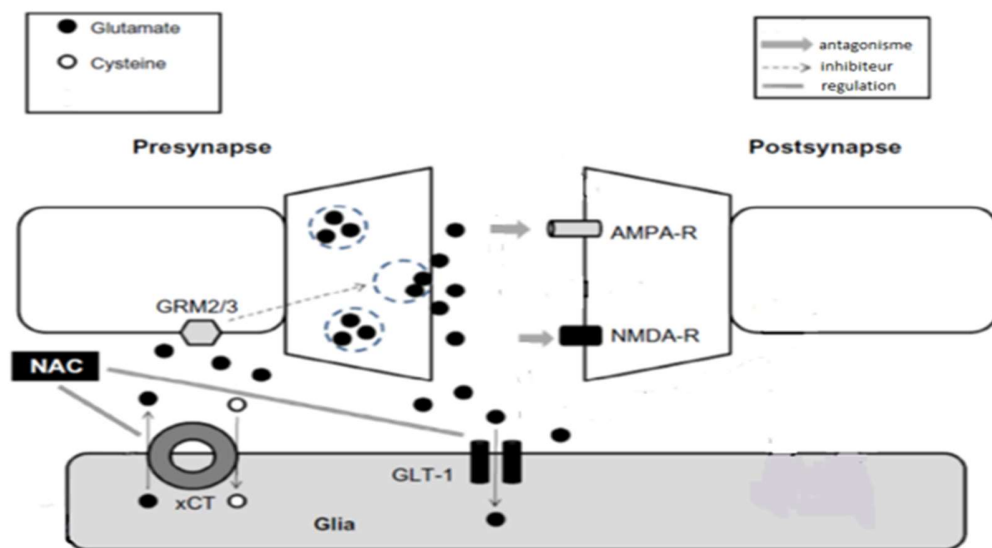 Glutamate
Cysteine
antagonisme
inhibiteur
regulation
Presynapse
Postsynapse
AMPA-R
GRM2/3
NMDA-R
NAC
GLT-1
xCT
Glia